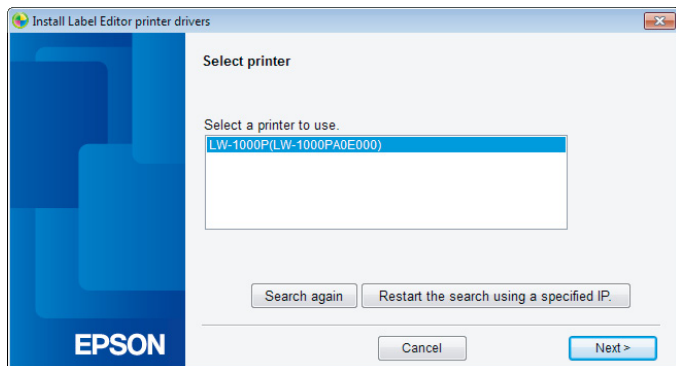 Install Label Editor printer drivers
Select printer
Select a printer to use.
LW-1000P(LW-1000PA0E000)
Search again
Restart the search using a specified IP.
EPSON
Cancel
Next >